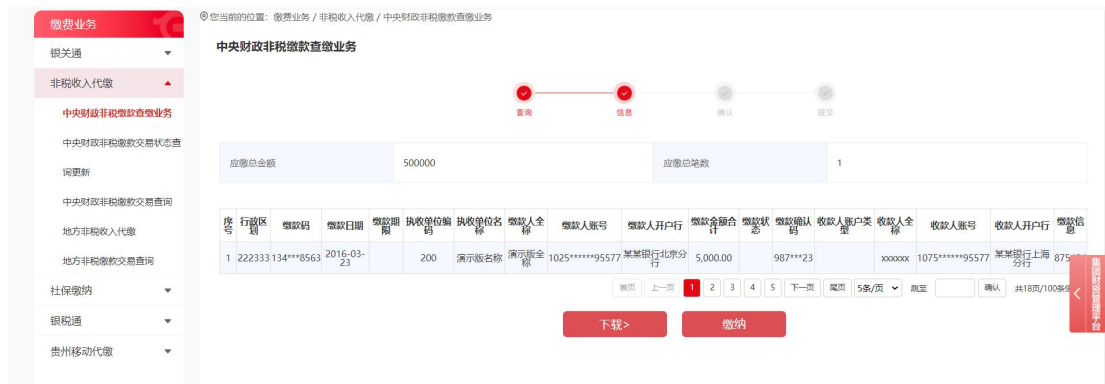 缴费业务
银关通
非税收入代缴
中央财政非税缴款查缴业务
中央财政非税缴款交易状态查
询更新
中央财政非税缴款交易查询
地方非税收入代缴
地方非税缴款交易查询
社保缴纳
银税通
贵州移动代缴
您当前的位置：缴费业务 / 非税收入代缴 / 中央财政非税缴款查缴业务
中央财政非税缴款查缴业务
查询 信息 确认 提交
应缴总金额 500000 应缴总笔数 1
序号 行政区划 缴款码 缴款日期 缴款期限 执收单位编码 执收单位名称 缴款人全称 缴款人账号 缴款人开户行 缴款金额合计 缴款状态 缴款确认码 收款人账户类型 收款人全称 收款人账号 收款人开户行 缴款信息
1 222333 134***8563 2016-03-23 200 演示版名称 演示版全称 1025******95577 某某银行北京分行 5,000.00 987***23 xxxxxx 1075******95577 某某银行上海分行
首页 上一页 1 2 3 4 5 下一页 尾页 5条/页 跳至 确认 共18页/100条
下载> 缴纳
集团财资管理平台